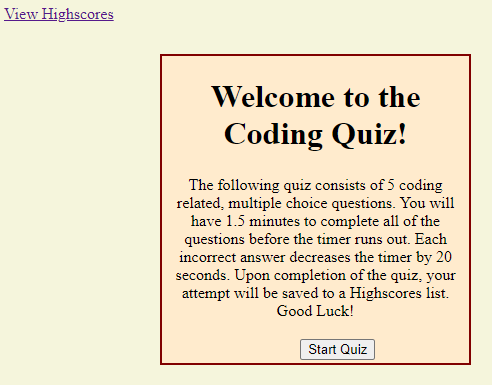 View Highscores
Welcome to the
Coding Quiz!
The following quiz consists of 5 coding
related, multiple choice questions. You will
have 1.5 minutes to complete all of the
questions before the timer runs out. Each
incorrect answer decreases the timer by 20
seconds. Upon completion of the quiz, your
attempt will be saved to a Highscores list.
Good Luck!
Start Quiz